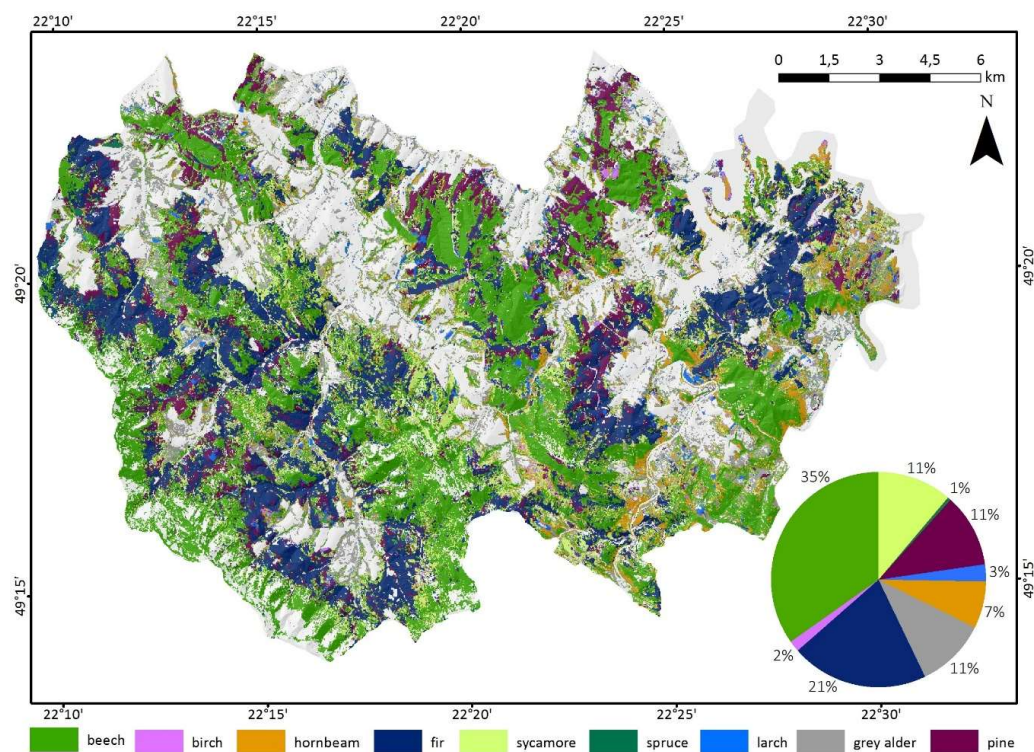 22°10' 22°15' 22°20' 22°25' 22°30'
0 1,5 3 4,5 6
km
N
49°20' 49°20'
35% 11%
1%
11%
3%
7%
11%
21%
2%
49°15' 49°15'
22°10' 22°15' 22°20' 22°25' 22°30'
beech birch hornbeam fir sycamore spruce larch grey alder pine